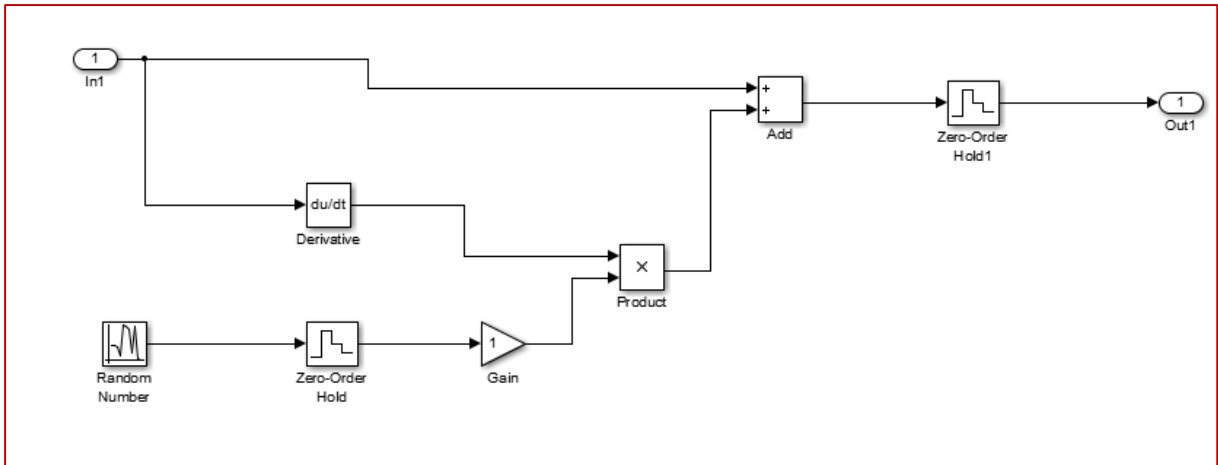 1
In1
+
+
Add
Zero-Order
Hold1
1
Out1
du/dt
Derivative
×
Product
Random
Number
Zero-Order
Hold
1
Gain